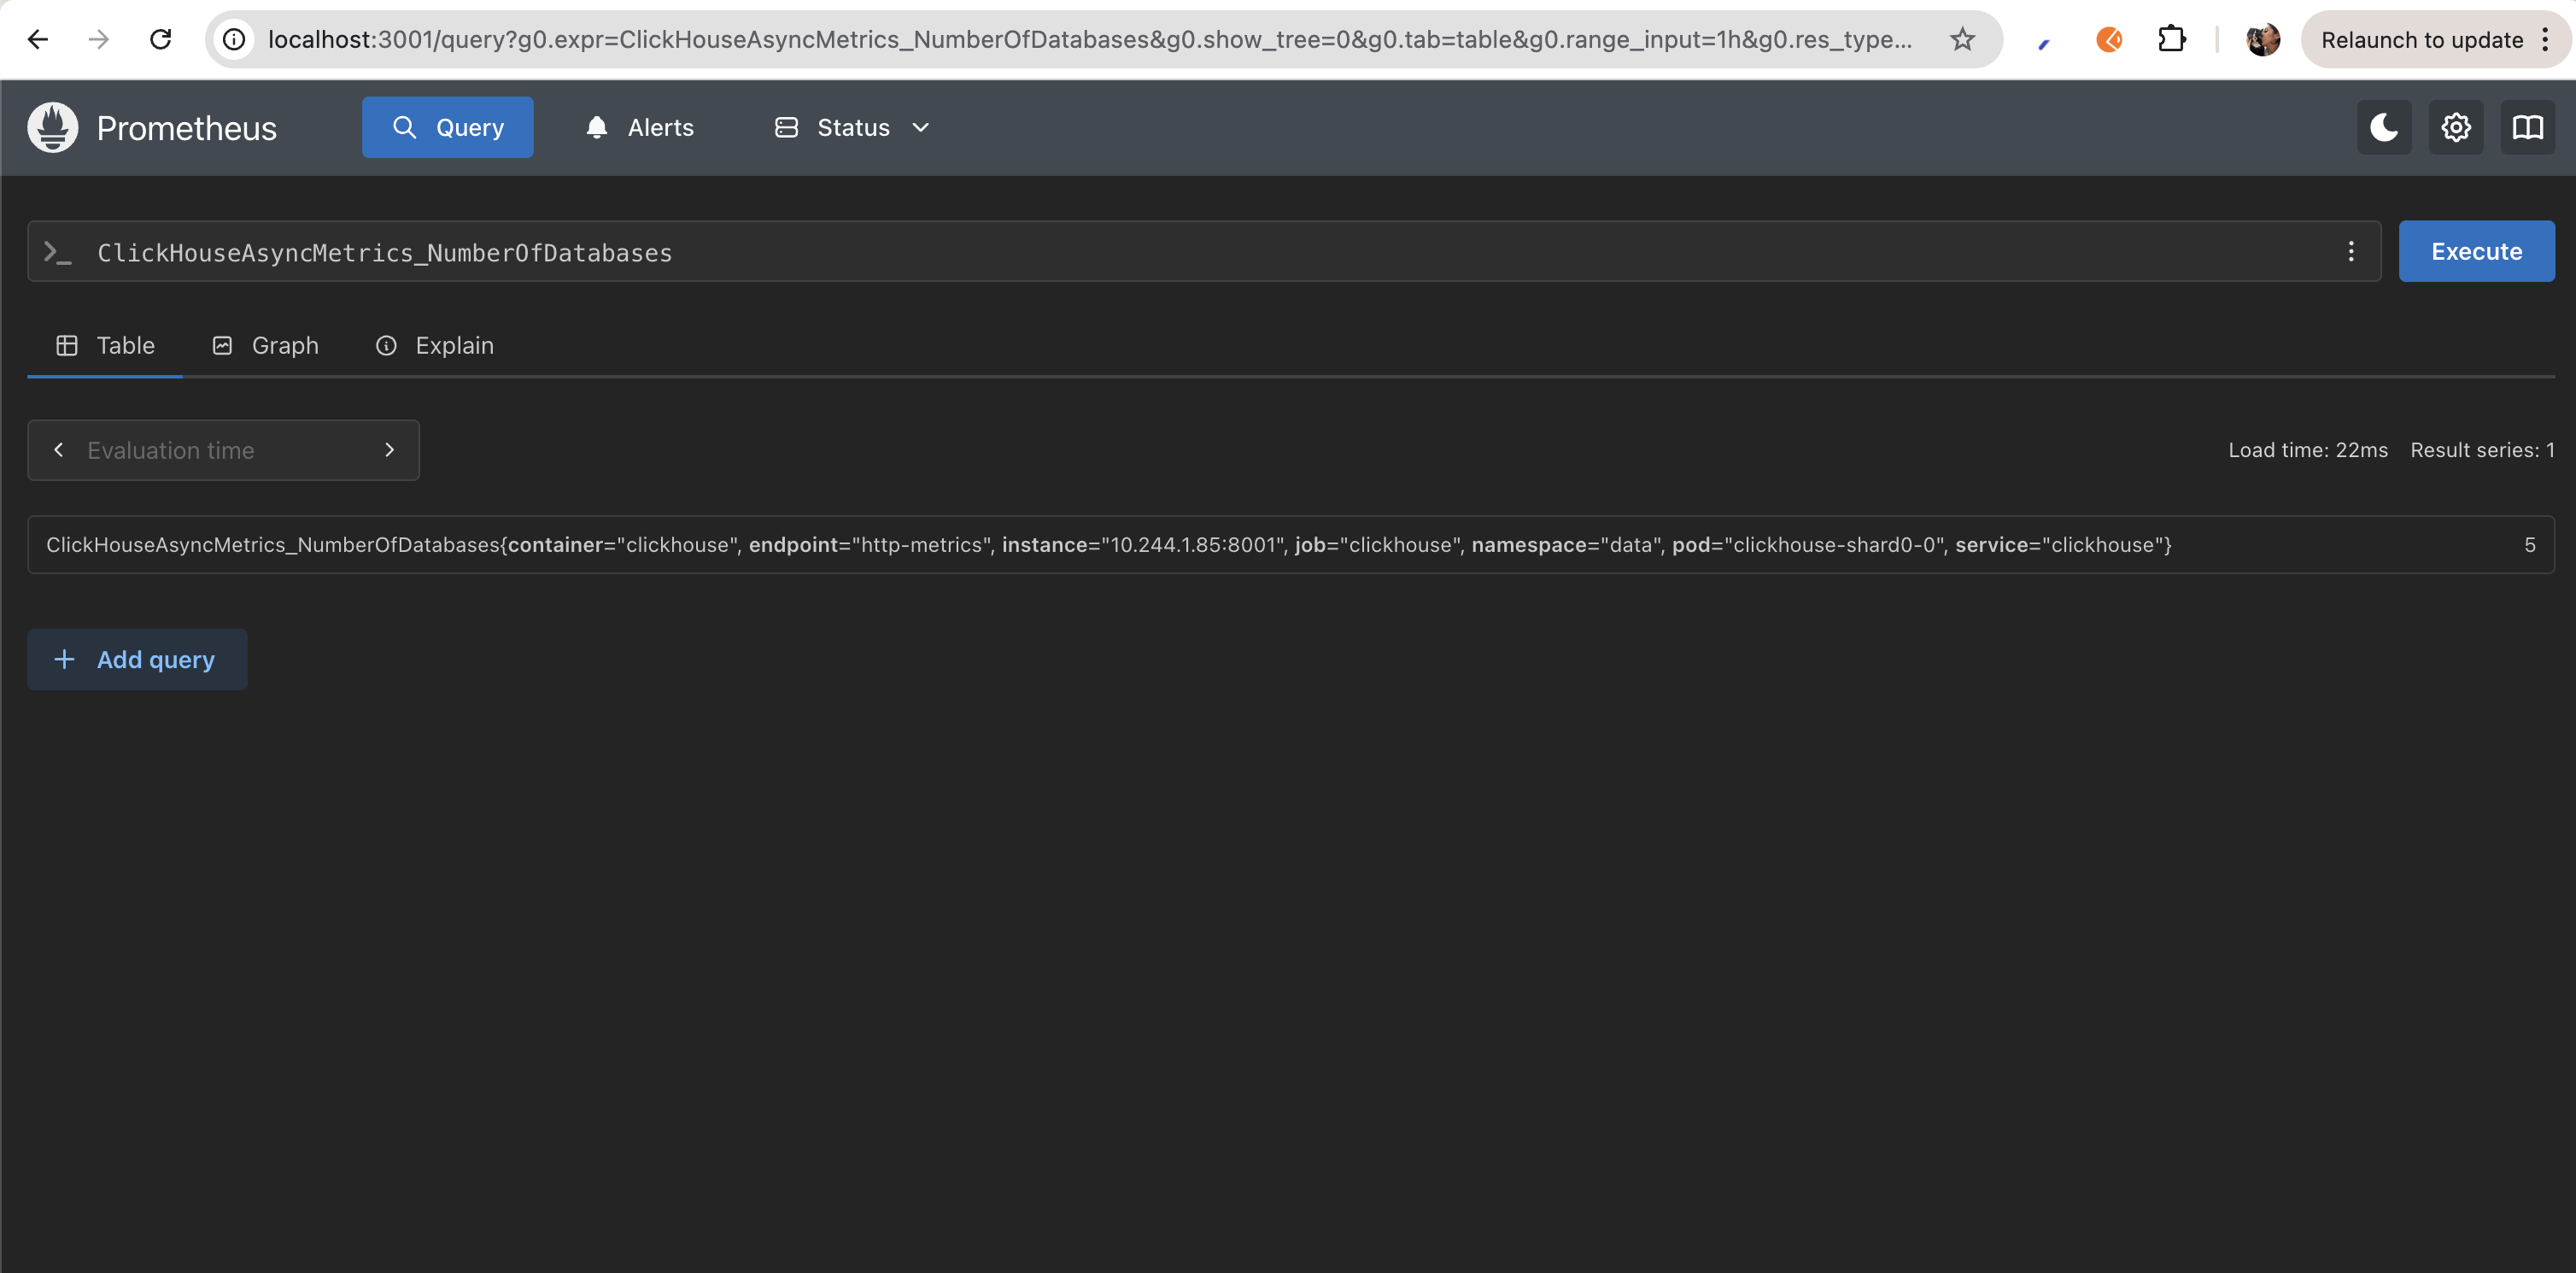 localhost:3001/query?g0.expr=ClickHouseAsyncMetrics_NumberOfDatabases&g0.show_tree=0&g0.tab=table&g0.range_input=1h&g0.res_type...
Relaunch to update
Prometheus
Query
Alerts
Status
>_ ClickHouseAsyncMetrics_NumberOfDatabases
Execute
Table
Graph
Explain
Evaluation time
Load time: 22ms Result series: 1
ClickHouseAsyncMetrics_NumberOfDatabases{container="clickhouse", endpoint="http-metrics", instance="10.244.1.85:8001", job="clickhouse", namespace="data", pod="clickhouse-shard0-0", service="clickhouse"} 5
Add query